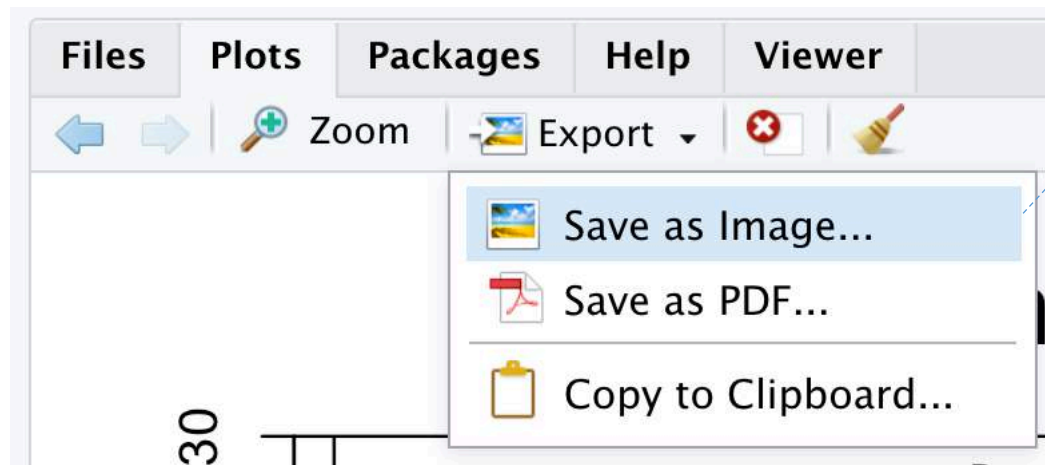 Files Plots Packages Help Viewer
Zoom Export
Save as Image...
Save as PDF...
Copy to Clipboard...
30